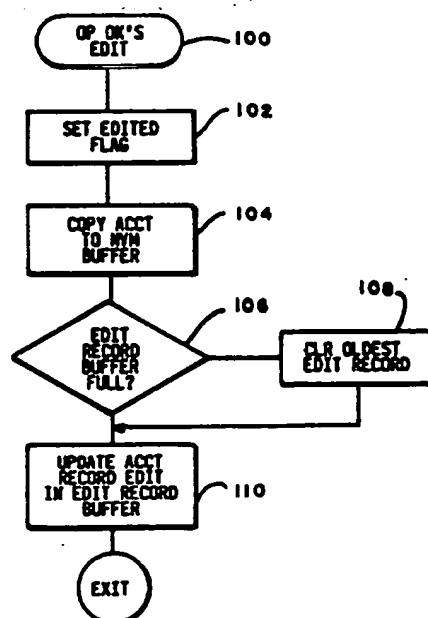 OP OK'S
EDIT
100
SET EDITED
FLAG
102
COPY ACCT
TO NVM
BUFFER
104
EDIT
RECORD
BUFFER
FULL?
106
CLR OLDEST
EDIT RECORD
108
UPDATE ACCT
RECORD EDIT
IN EDIT RECORD
BUFFER
110
EXIT